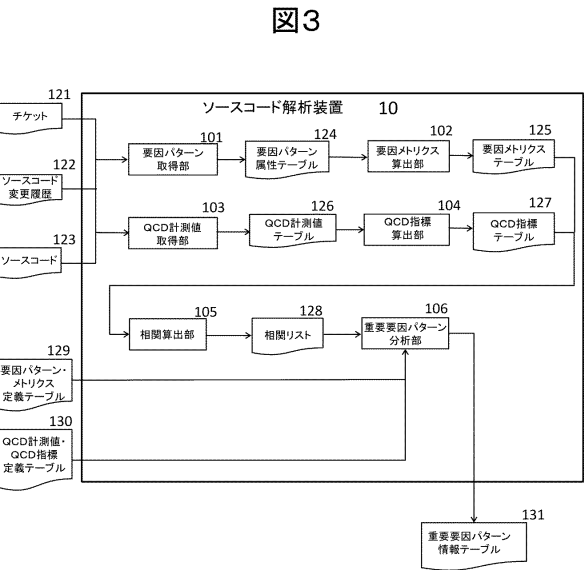 図3
121
チケット
122
ソースコード
変更履歴
123
ソースコード
ソースコード解析装置 10
101
要因パターン
取得部
124
要因パターン
属性テーブル
102
要因メトリクス
算出部
125
要因メトリクス
テーブル
103
QCD計測値
取得部
126
QCD計測値
テーブル
104
QCD指標
算出部
127
QCD指標
テーブル
105
相関算出部
128
相関リスト
106
重要要因パターン
分析部
129
要因パターン・
メトリクス
定義テーブル
130
QCD計測値・
QCD指標
定義テーブル
131
重要要因パターン
情報テーブル